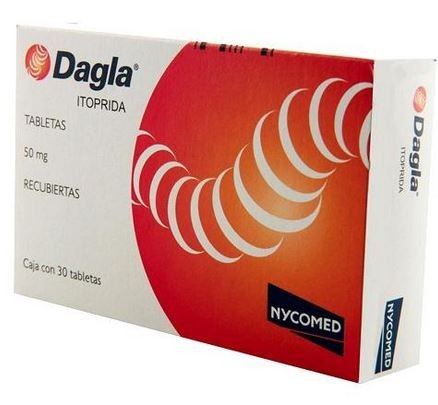 Dagla®
ITOPRIDA
TABLETAS
50 mg
RECUBIERTAS
Caja con 30 tabletas
NYCOMED
Dagla®
ITOPRIDA
NYCOMED